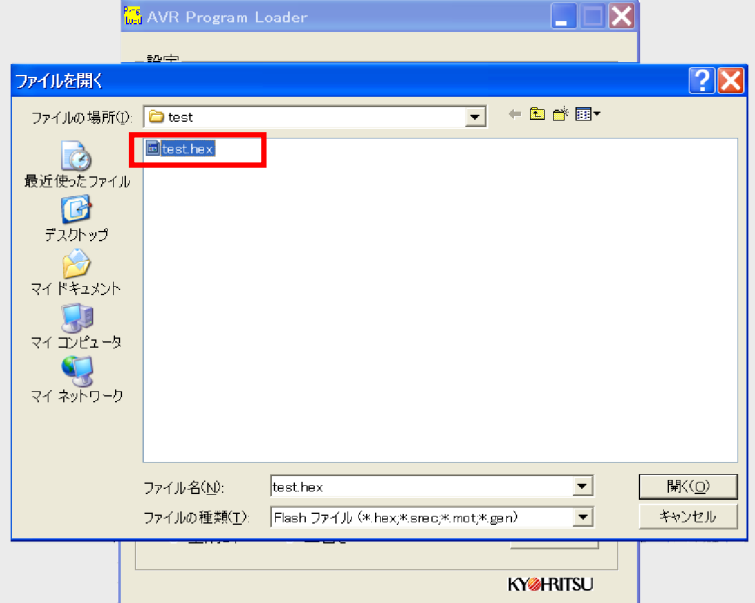 AVR Program Loader
設定
ファイルを開く
ファイルの場所(I):
test
test.hex
最近使ったファイル
デスクトップ
マイ ドキュメント
マイ コンピュータ
マイ ネットワーク
ファイル名(N):
test.hex
開く(O)
ファイルの種類(T):
Flash ファイル (*.hex;*.srec;*.mot;*.gen)
キャンセル
KYOHRITSU